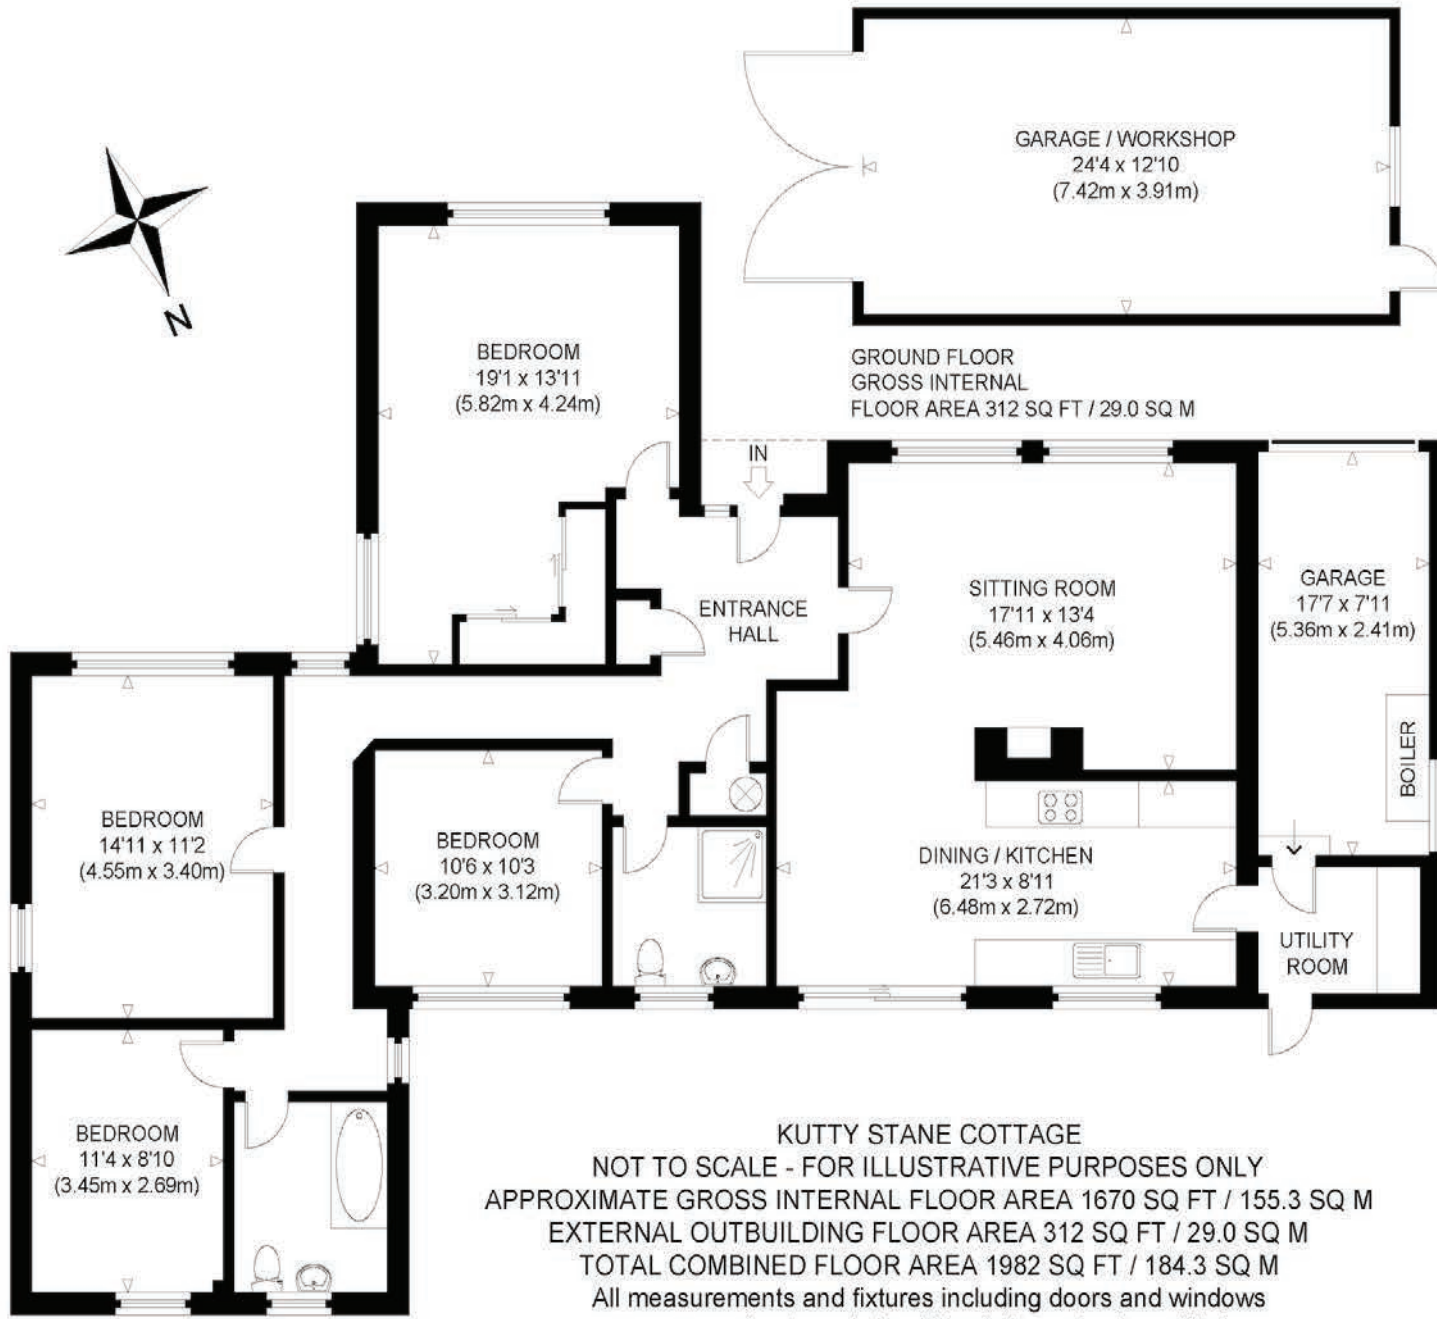 GARAGE / WORKSHOP
24'4 x 12'10
(7.42m x 3.91m)
N
BEDROOM
19'1 x 13'11
(5.82m x 4.24m)
GROUND FLOOR
GROSS INTERNAL
FLOOR AREA 312 SQ FT / 29.0 SQ M
IN
ENTRANCE
HALL
SITTING ROOM
17'11 x 13'4
(5.46m x 4.06m)
GARAGE
17'7 x 7'11
(5.36m x 2.41m)
BOILER
BEDROOM
14'11 x 11'2
(4.55m x 3.40m)
BEDROOM
10'6 x 10'3
(3.20m x 3.12m)
DINING / KITCHEN
21'3 x 8'11
(6.48m x 2.72m)
UTILITY
ROOM
BEDROOM
11'4 x 8'10
(3.45m x 2.69m)
KUTTY STANE COTTAGE
NOT TO SCALE - FOR ILLUSTRATIVE PURPOSES ONLY
APPROXIMATE GROSS INTERNAL FLOOR AREA 1670 SQ FT / 155.3 SQ M
EXTERNAL OUTBUILDING FLOOR AREA 312 SQ FT / 29.0 SQ M
TOTAL COMBINED FLOOR AREA 1982 SQ FT / 184.3 SQ M
All measurements and fixtures including doors and windows